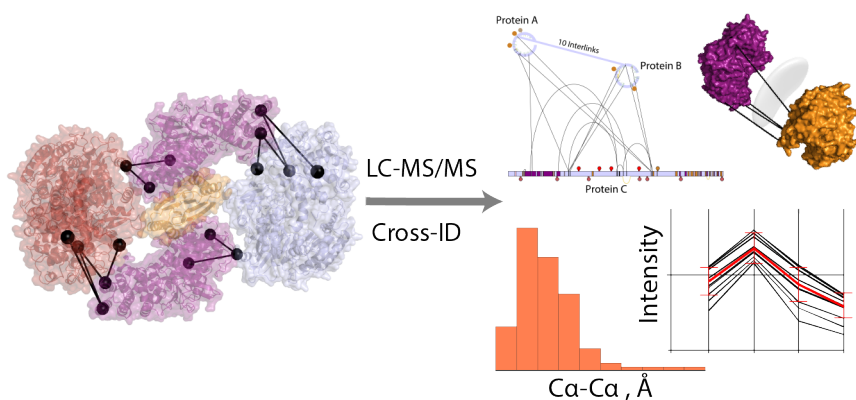 Protein A
10 Interlinks
Protein B
LC-MS/MS
Protein C
Cross-ID
Intensity
Cα-Cα , Å